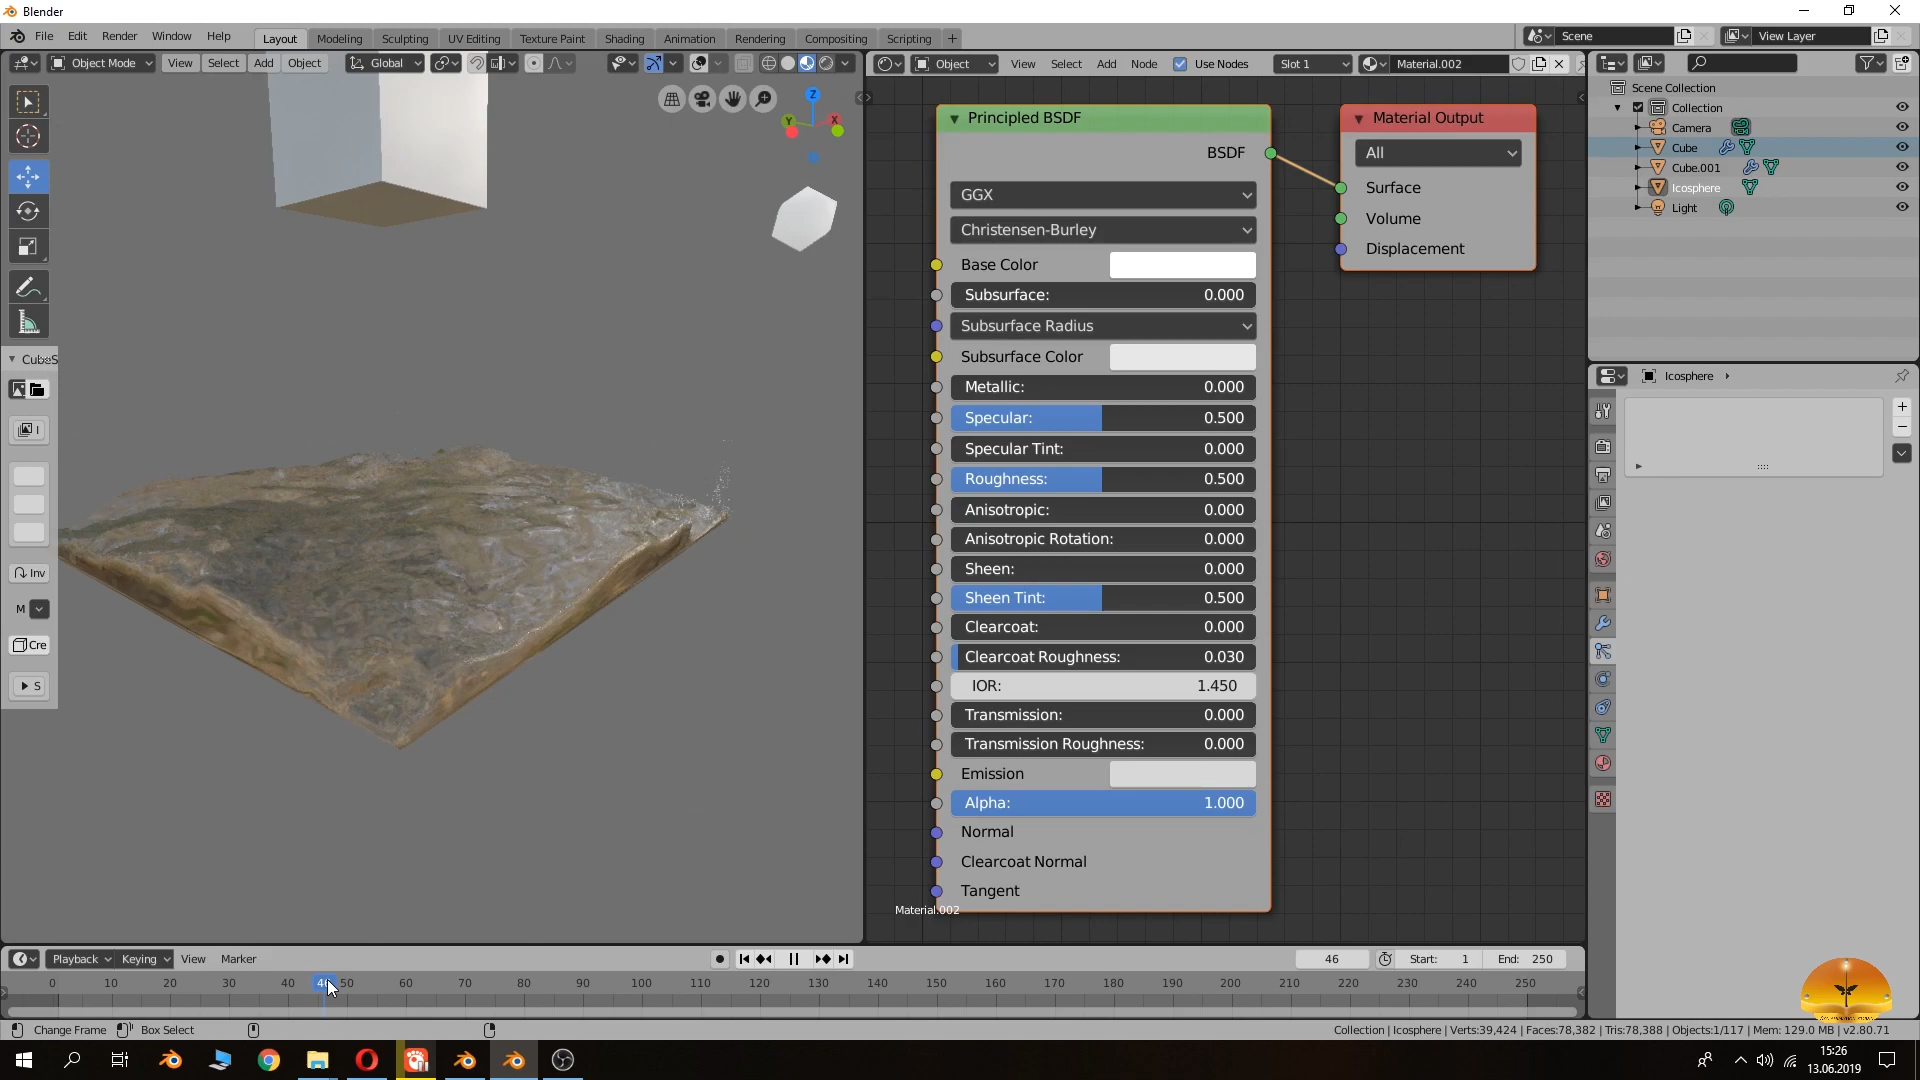 Blender
File Edit Render Window Help
Layout Modeling Sculpting UV Editing Texture Paint Shading Animation Rendering Compositing Scripting +
Scene
View Layer
Object Mode View Select Add Object Global
Object View Select Add Node Use Nodes Slot 1 Material.002
Z
Y X
Principled BSDF
BSDF
GGX
Christensen-Burley
Base Color
Subsurface: 0.000
Subsurface Radius
Subsurface Color
Metallic: 0.000
Specular: 0.500
Specular Tint: 0.000
Roughness: 0.500
Anisotropic: 0.000
Anisotropic Rotation: 0.000
Sheen: 0.000
Sheen Tint: 0.500
Clearcoat: 0.000
Clearcoat Roughness: 0.030
IOR: 1.450
Transmission: 0.000
Transmission Roughness: 0.000
Emission
Alpha: 1.000
Normal
Clearcoat Normal
Tangent
Material.002
Material Output
All
Surface
Volume
Displacement
Scene Collection
Collection
Camera
Cube
Cube.001
Icosphere
Light
Icosphere
I
Inv
M
Cre
S
Playback Keying View Marker
46
Start: 1
End: 250
0 10 20 30 40 46 50 60 70 80 90 100 110 120 130 140 150 160 170 180 190 200 210 220 230 240 250
Change Frame
Box Select
Collection | Icosphere | Verts:39,424 | Faces:78,382 | Tris:78,388 | Objects:1/117 | Mem: 129.0 MB | v2.80.71
15:26
13.06.2019